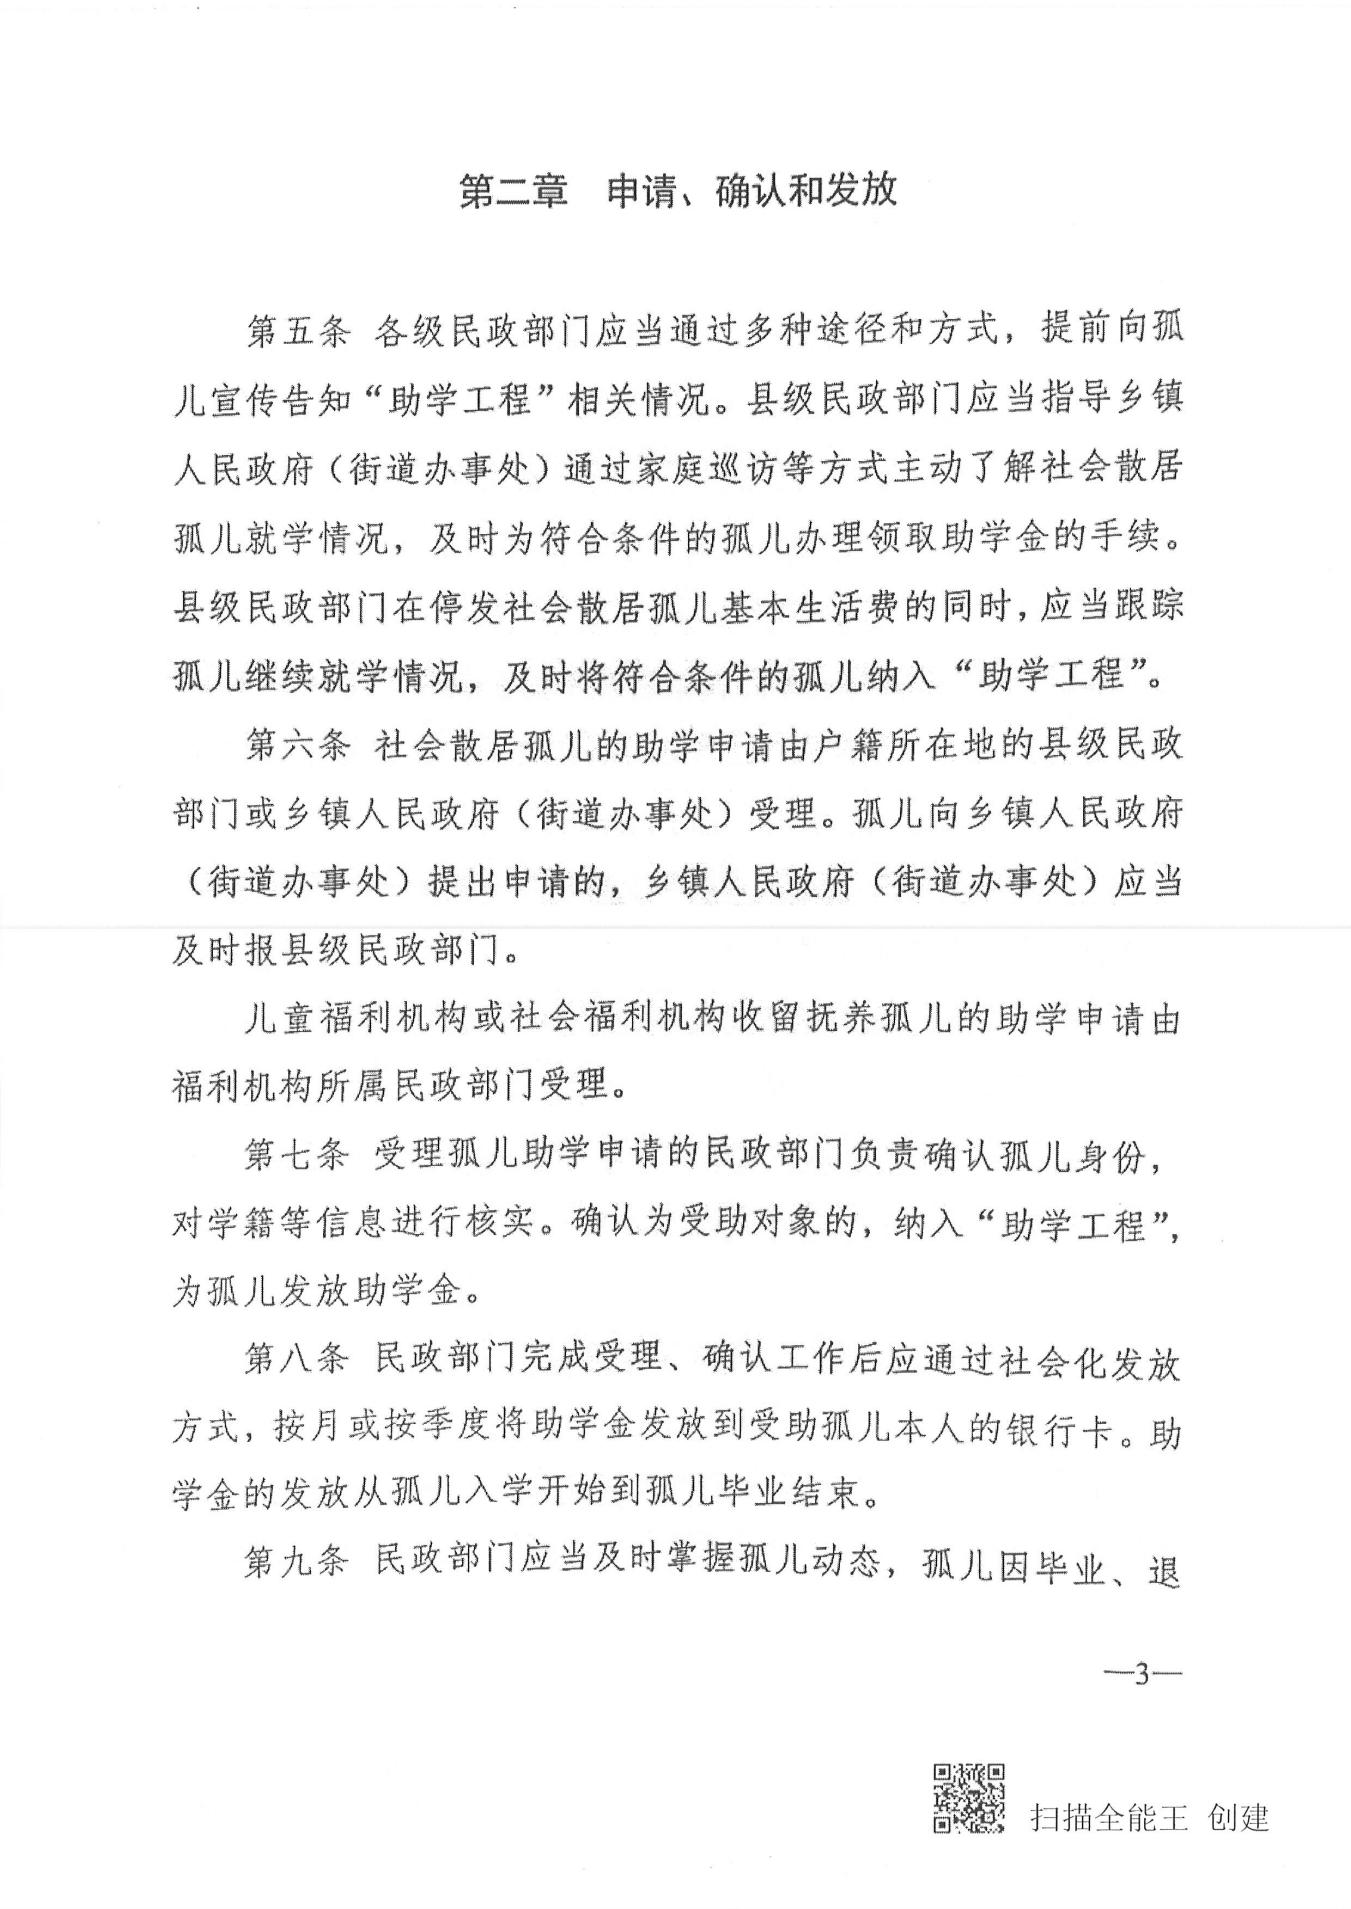 第二章　申请、确认和发放
第五条 各级民政部门应当通过多种途径和方式，提前向孤
儿宣传告知“助学工程”相关情况。县级民政部门应当指导乡镇
人民政府（街道办事处）通过家庭巡访等方式主动了解社会散居
孤儿就学情况，及时为符合条件的孤儿办理领取助学金的手续。
县级民政部门在停发社会散居孤儿基本生活费的同时，应当跟踪
孤儿继续就学情况，及时将符合条件的孤儿纳入“助学工程”。
第六条 社会散居孤儿的助学申请由户籍所在地的县级民政
部门或乡镇人民政府（街道办事处）受理。孤儿向乡镇人民政府
（街道办事处）提出申请的，乡镇人民政府（街道办事处）应当
及时报县级民政部门。
儿童福利机构或社会福利机构收留抚养孤儿的助学申请由
福利机构所属民政部门受理。
第七条 受理孤儿助学申请的民政部门负责确认孤儿身份，
对学籍等信息进行核实。确认为受助对象的，纳入“助学工程”，
为孤儿发放助学金。
第八条 民政部门完成受理、确认工作后应通过社会化发放
方式，按月或按季度将助学金发放到受助孤儿本人的银行卡。助
学金的发放从孤儿入学开始到孤儿毕业结束。
第九条 民政部门应当及时掌握孤儿动态，孤儿因毕业、退
—3—
扫描全能王 创建